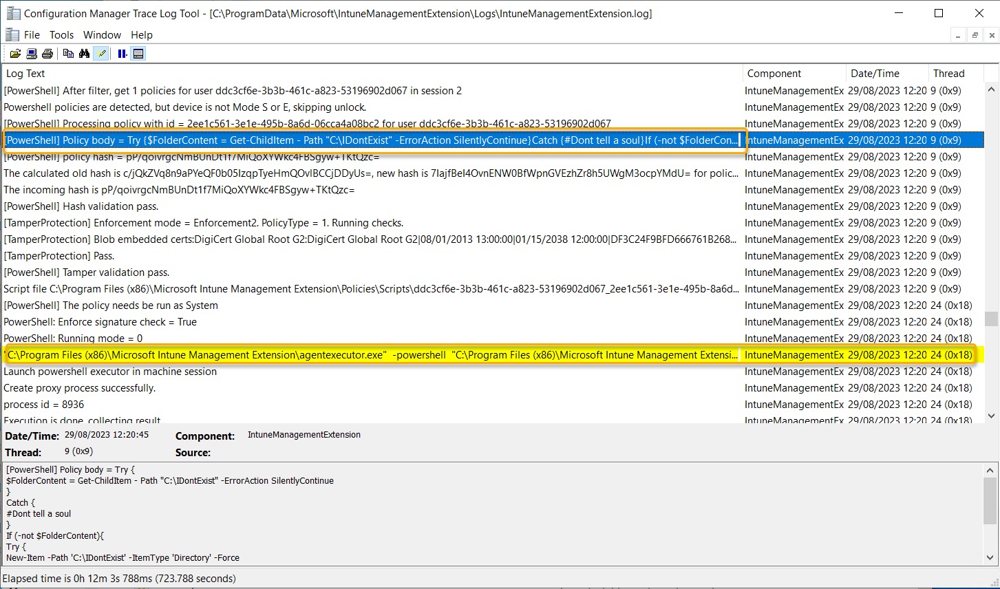 Configuration Manager Trace Log Tool - [C:\ProgramData\Microsoft\IntuneManagementExtension\Logs\IntuneManagementExtension.log]
File Tools Window Help
Log Text Component Date/Time Thread
[PowerShell] After filter, get 1 policies for user ddc3cf6e-3b3b-461c-a823-53196902d067 in session 2 IntuneManagementEx 29/08/2023 12:20 9 (0x9)
Powershell policies are detected, but device is not Mode S or E, skipping unlock. IntuneManagementEx 29/08/2023 12:20 9 (0x9)
[PowerShell] Processing policy with id = 2ee1c561-3e1e-495b-8a6d-06cca4a08bc2 for user ddc3cf6e-3b3b-461c-a823-53196902d067 IntuneManagementEx 29/08/2023 12:20 9 (0x9)
[PowerShell] Policy body = Try {$FolderContent = Get-ChildItem - Path "C:\IDontExist" -ErrorAction SilentlyContinue}Catch {#Dont tell a soul}If (-not $FolderCon... IntuneManagementEx 29/08/2023 12:20 9 (0x9)
[PowerShell] policy hash = pP/qoivrgcNmBUnDt1f7MiQoXYWkc4FBSgyw+TKtQzc= IntuneManagementEx 29/08/2023 12:20 9 (0x9)
The calculated old hash is c/jQkZVq8n9aPYeQF0b05IzqpTyeHmQOvIBCCjDDyUs=, new hash is 7IajfBeI4OvnENW0BfWpnGVEzhZr8h5UWgM3ocpYMdU= for polic... IntuneManagementEx 29/08/2023 12:20 9 (0x9)
The incoming hash is pP/qoivrgcNmBUnDt1f7MiQoXYWkc4FBSgyw+TKtQzc= IntuneManagementEx 29/08/2023 12:20 9 (0x9)
[PowerShell] Hash validation pass. IntuneManagementEx 29/08/2023 12:20 9 (0x9)
[TamperProtection] Enforcement mode = Enforcement2. PolicyType = 1. Running checks. IntuneManagementEx 29/08/2023 12:20 9 (0x9)
[TamperProtection] Blob embedded certs:DigiCert Global Root G2:DigiCert Global Root G2|08/01/2013 13:00:00|01/15/2038 12:00:00|DF3C24F9BFD666761B268... IntuneManagementEx 29/08/2023 12:20 9 (0x9)
[TamperProtection] Pass. IntuneManagementEx 29/08/2023 12:20 9 (0x9)
[PowerShell] Tamper validation pass. IntuneManagementEx 29/08/2023 12:20 9 (0x9)
Script file C:\Program Files (x86)\Microsoft Intune Management Extension\Policies\Scripts\ddc3cf6e-3b3b-461c-a823-53196902d067_2ee1c561-3e1e-495b-8a6d... IntuneManagementEx 29/08/2023 12:20 9 (0x9)
[PowerShell] The policy needs be run as System IntuneManagementEx 29/08/2023 12:20 24 (0x18)
PowerShell: Enforce signature check = True IntuneManagementEx 29/08/2023 12:20 24 (0x18)
PowerShell: Running mode = 0 IntuneManagementEx 29/08/2023 12:20 24 (0x18)
"C:\Program Files (x86)\Microsoft Intune Management Extension\agentexecutor.exe" -powershell "C:\Program Files (x86)\Microsoft Intune Management Extensi... IntuneManagementEx 29/08/2023 12:20 24 (0x18)
Launch powershell executor in machine session IntuneManagementEx 29/08/2023 12:20 24 (0x18)
Create proxy process successfully. IntuneManagementEx 29/08/2023 12:20 24 (0x18)
process id = 8936 IntuneManagementEx 29/08/2023 12:20 24 (0x18)
Execution is done, collecting result IntuneManagementEx 29/08/2023 12:20 24 (0x18)
Date/Time: 29/08/2023 12:20:45 Component: IntuneManagementExtension
Thread: 9 (0x9) Source:
[PowerShell] Policy body = Try {
$FolderContent = Get-ChildItem - Path "C:\IDontExist" -ErrorAction SilentlyContinue
}
Catch {
#Dont tell a soul
}
If (-not $FolderContent){
Try {
New-Item -Path 'C:\IDontExist' -ItemType 'Directory' -Force
Elapsed time is 0h 12m 3s 788ms (723.788 seconds)